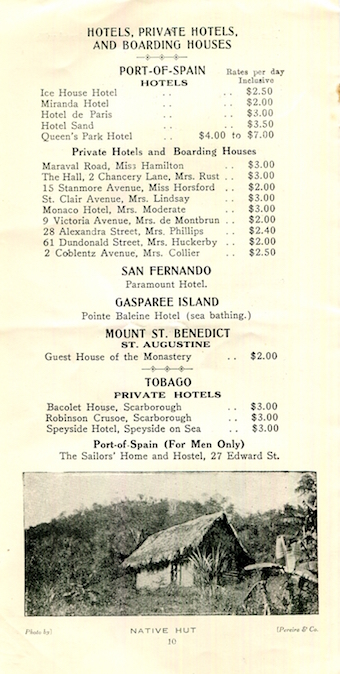 HOTELS, PRIVATE HOTELS,
AND BOARDING HOUSES
PORT-OF-SPAIN Rates per day
HOTELS Inclusive
Ice House Hotel .. .. $2.50
Miranda Hotel .. .. $2.00
Hotel de Paris .. .. $3.00
Hotel Sand .. .. $3.50
Queen's Park Hotel .. $4.00 to $7.00
Private Hotels and Boarding Houses
Maraval Road, Miss Hamilton .. $3.00
The Hall, 2 Chancery Lane, Mrs. Rust .. $3.00
15 Stanmore Avenue, Miss Horsford .. $2.00
St. Clair Avenue, Mrs. Lindsay .. $3.00
Monaco Hotel, Mrs. Moderate .. $3.00
9 Victoria Avenue, Mrs. de Montbrun .. $2.00
28 Alexandra Street, Mrs. Phillips .. $2.40
61 Dundonald Street, Mrs. Huckerby .. $2.00
2 Coblentz Avenue, Mrs. Collier .. $2.50
SAN FERNANDO
Paramount Hotel.
GASPAREE ISLAND
Pointe Baleine Hotel (sea bathing.)
MOUNT ST. BENEDICT
ST. AUGUSTINE
Guest House of the Monastery .. $2.00
TOBAGO
PRIVATE HOTELS
Bacolet House, Scarborough .. $3.00
Robinson Crusoe, Scarborough .. $3.00
Speyside Hotel, Speyside on Sea .. $3.00
Port-of-Spain (For Men Only)
The Sailors' Home and Hostel, 27 Edward St.
Photo by] NATIVE HUT [Pereira & Co.
10